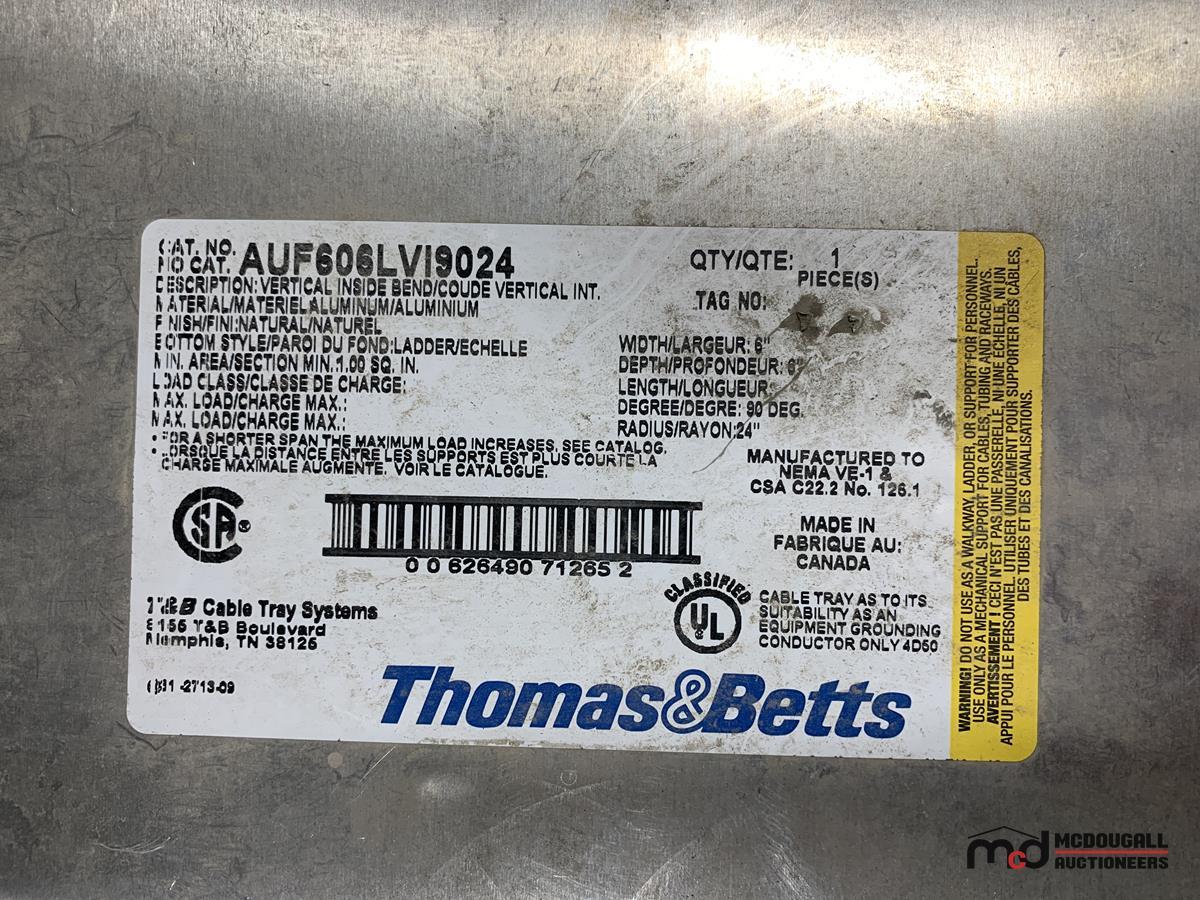 CAT. NO.
NO CAT. AUF606LVI9024
DESCRIPTION: VERTICAL INSIDE BEND/COUDE VERTICAL INT.
MATERIAL/MATERIEL ALUMINUM/ALUMINIUM
FINISH/FINI: NATURAL/NATUREL
BOTTOM STYLE/PAROI DU FOND: LADDER/ECHELLE
MIN. AREA/SECTION MIN. 1.00 SQ. IN.
LOAD CLASS/CLASSE DE CHARGE:
MAX. LOAD/CHARGE MAX.:
MAX. LOAD/CHARGE MAX.:
• FOR A SHORTER SPAN THE MAXIMUM LOAD INCREASES. SEE CATALOG.
• LORSQUE LA DISTANCE ENTRE LES SUPPORTS EST PLUS COURTE LA
CHARGE MAXIMALE AUGMENTE. VOIR LE CATALOGUE.
QTY/QTE: 1
PIECE(S)
TAG NO:
WIDTH/LARGEUR: 6"
DEPTH/PROFONDEUR: 6"
LENGTH/LONGUEUR:
DEGREE/DEGRE: 90 DEG.
RADIUS/RAYON: 24"
MANUFACTURED TO
NEMA VE-1 &
CSA C22.2 No. 126.1
MADE IN
FABRIQUE AU:
CANADA
CSA
0 0 626490 71265 2
CLASSIFIED
UL
CABLE TRAY AS TO ITS
SUITABILITY AS AN
EQUIPMENT GROUNDING
CONDUCTOR ONLY 4D60
T&B Cable Tray Systems
8155 T&B Boulevard
Memphis, TN 38125
-2713-09
Thomas&Betts
WARNING! DO NOT USE AS A WALKWAY, LADDER, OR SUPPORT FOR PERSONNEL.
USE ONLY AS A MECHANICAL SUPPORT FOR CABLES, TUBING AND RACEWAYS.
AVERTISSEMENT ! CECI N'EST PAS UNE PASSERELLE, NI UNE ECHELLE, NI UN
APPUI POUR LE PERSONNEL. UTILISER UNIQUEMENT POUR SUPPORTER DES CABLES,
DES TUBES ET DES CANALISATIONS.
mcd MCDOUGALL
AUCTIONEERS